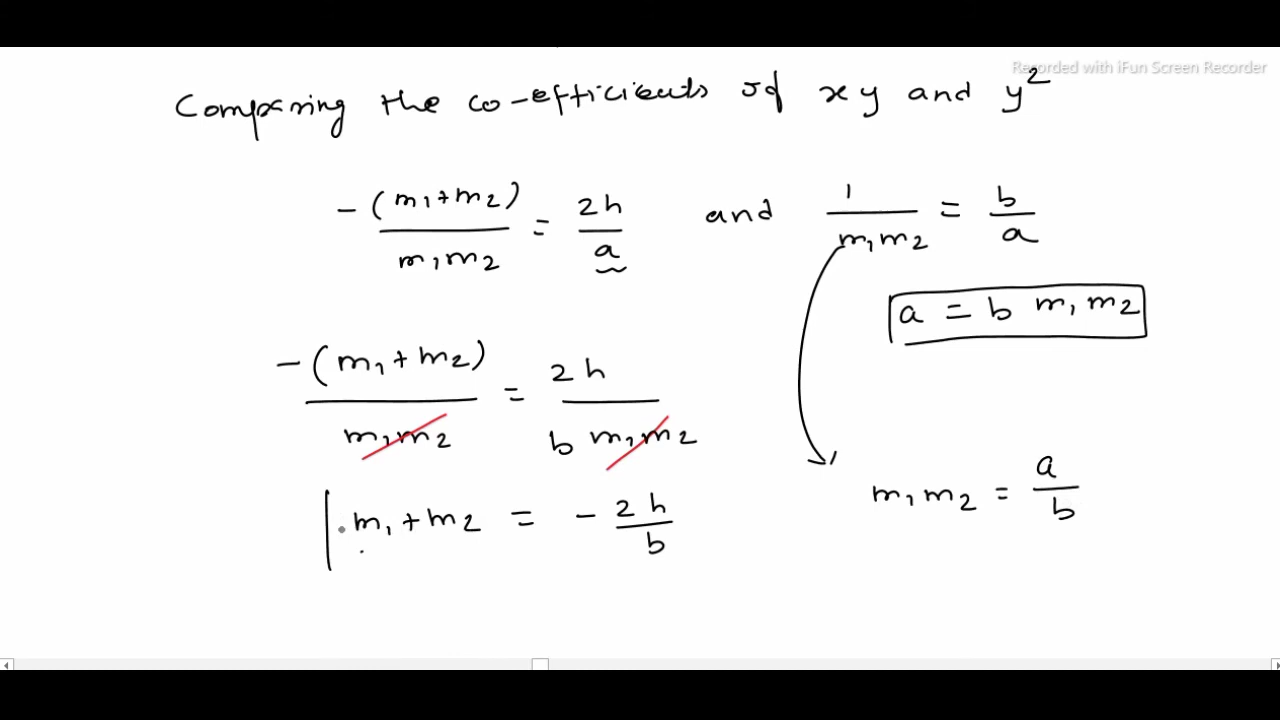 Recorded with iFun Screen Recorder
Comparing the co-efficients of xy and y²
-(m₁+m₂)/m₁m₂ = 2h/a and 1/m₁m₂ = b/a
a = b m₁m₂
-(m₁+m₂)/m₁m₂ = 2h/b m₁m₂
m₁m₂ = a/b
m₁+m₂ = -2h/b